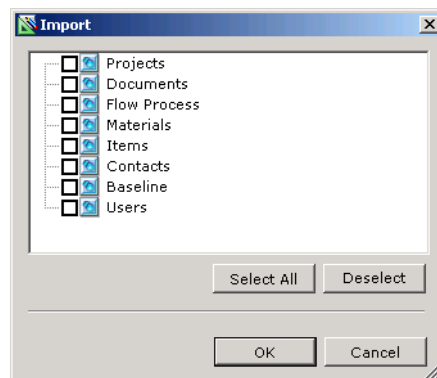 Import
Projects
Documents
Flow Process
Materials
Items
Contacts
Baseline
Users
Select All Deselect
OK Cancel